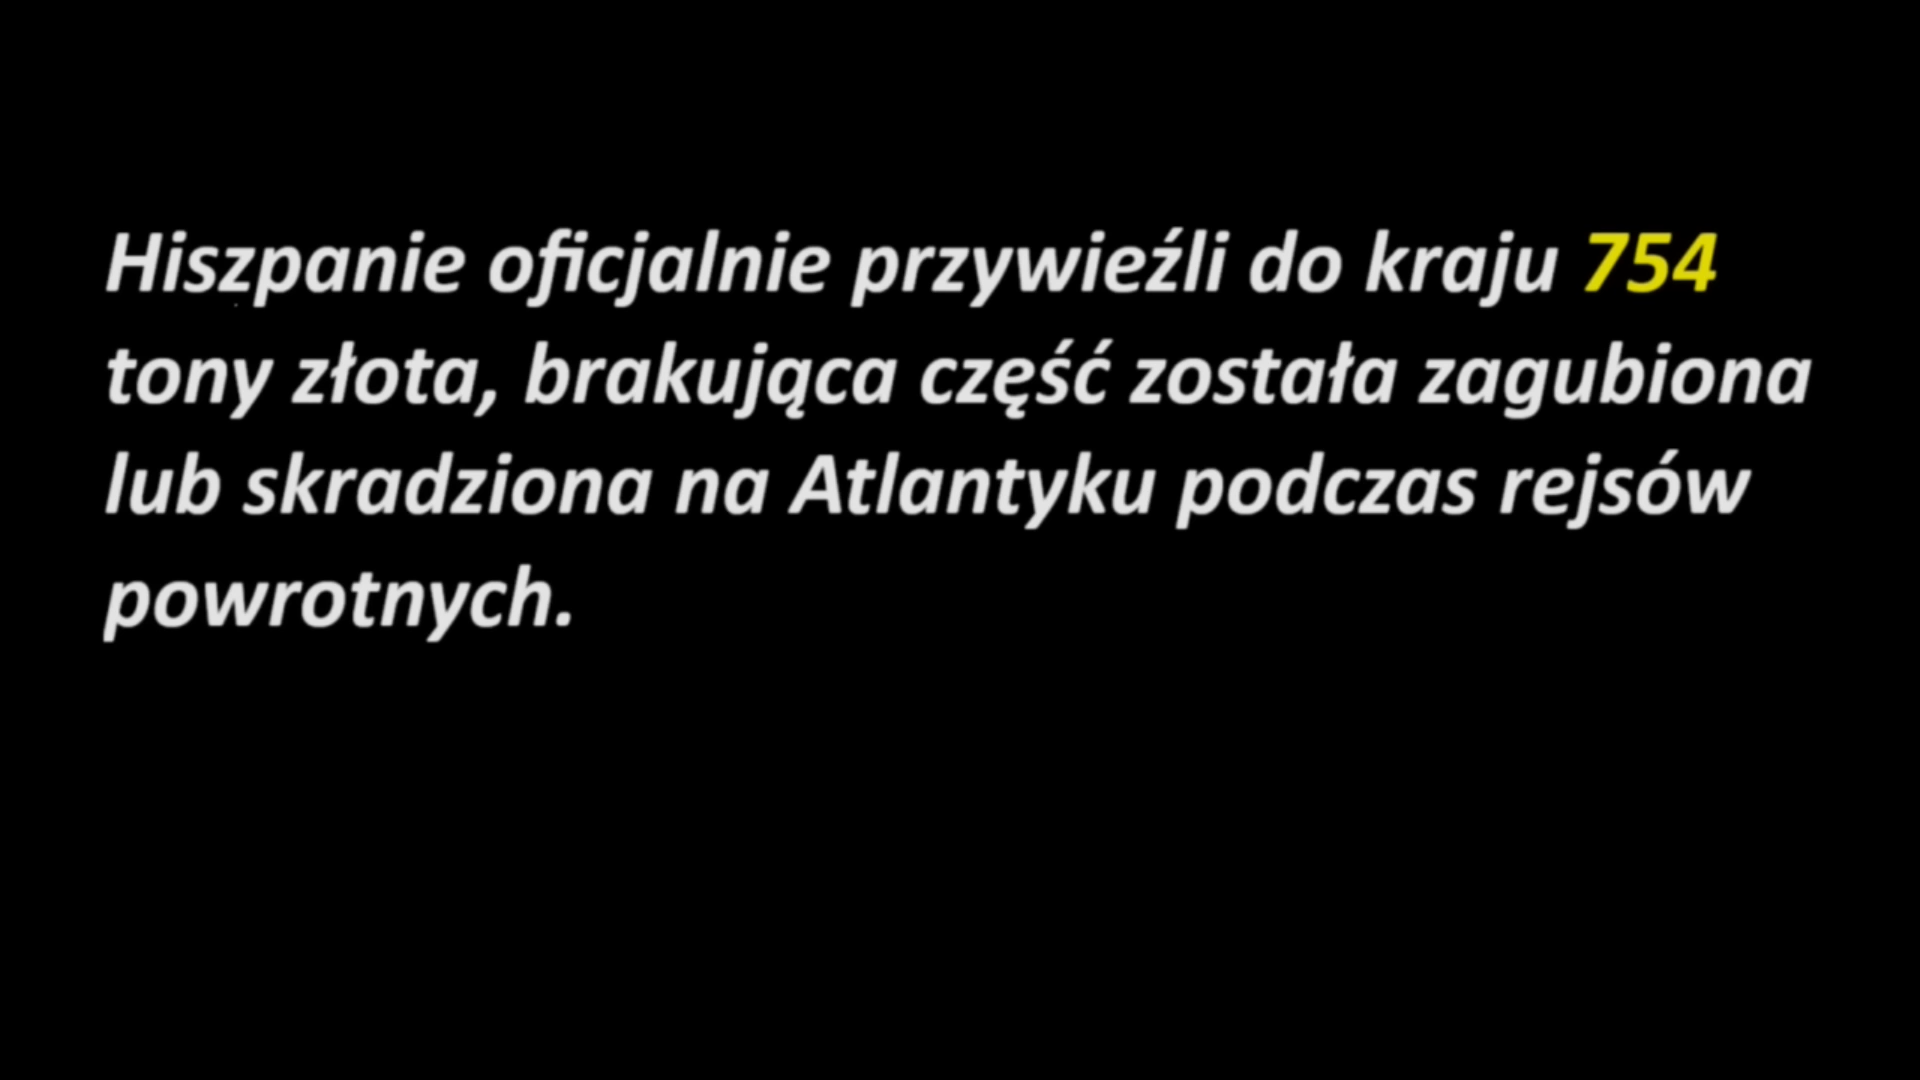 Hiszpanie oficjalnie przywieźli do kraju 754
tony złota, brakująca część została zagubiona
lub skradziona na Atlantyku podczas rejsów
powrotnych.